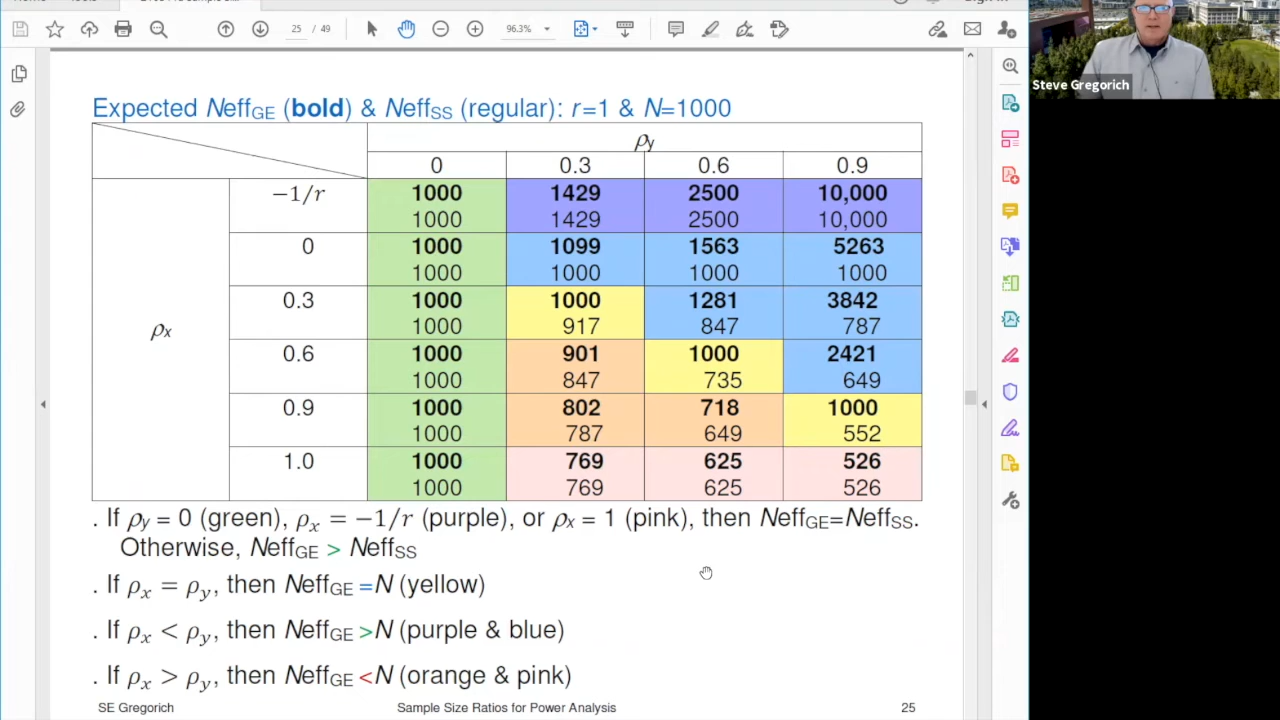 25 / 49
96.3%
Steve Gregorich
Expected NeffGE (bold) & NeffSS (regular): r=1 & N=1000
ρy
0 0.3 0.6 0.9
−1/r 1000 1429 2500 10,000
1000 1429 2500 10,000
0 1000 1099 1563 5263
1000 1000 1000 1000
0.3 1000 1000 1281 3842
1000 917 847 787
ρx
0.6 1000 901 1000 2421
1000 847 735 649
0.9 1000 802 718 1000
1000 787 649 552
1.0 1000 769 625 526
1000 769 625 526
. If ρy = 0 (green), ρx = −1/r (purple), or ρx = 1 (pink), then NeffGE=NeffSS.
Otherwise, NeffGE > NeffSS
. If ρx = ρy, then NeffGE =N (yellow)
. If ρx < ρy, then NeffGE >N (purple & blue)
. If ρx > ρy, then NeffGE <N (orange & pink)
SE Gregorich Sample Size Ratios for Power Analysis 25